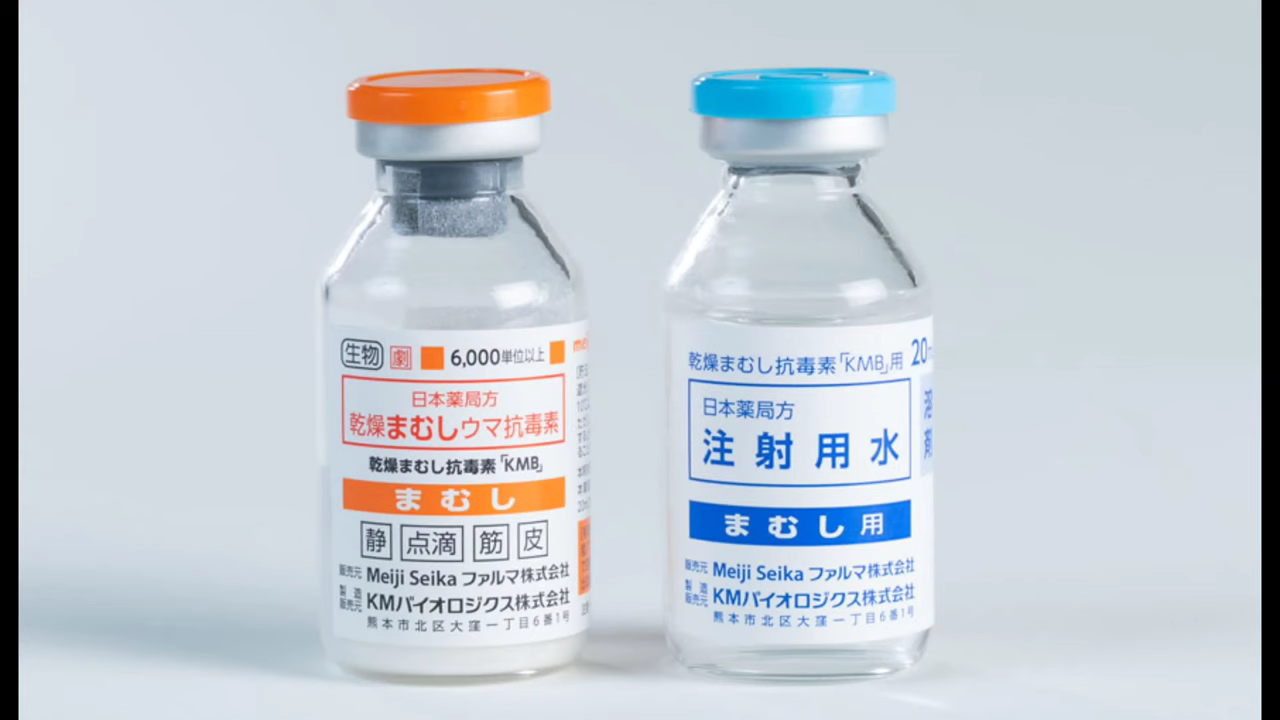 生物 劇 6,000単位以上
日本薬局方
乾燥まむしウマ抗毒素
乾燥まむし抗毒素「KMB」
まむし
静 点滴 筋 皮
販売元 Meiji Seika ファルマ株式会社
製造販売元 KMバイオロジクス株式会社
熊本市北区大窪一丁目6番1号
乾燥まむし抗毒素「KMB」用
日本薬局方
注射用水
まむし用
販売元 Meiji Seika ファルマ株式会社
製造販売元 KMバイオロジクス株式会社
熊本市北区大窪一丁目6番1号